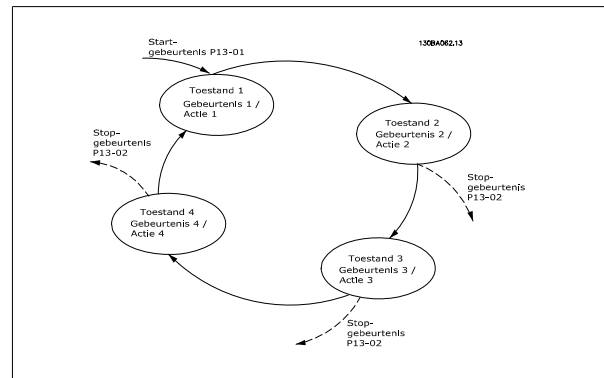 Start-
gebeurtenis P13-01
130BA062.13
Toestand 1
Gebeurtenis 1 /
Actie 1
Toestand 2
Gebeurtenis 2 /
Actie 2
Stop-
gebeurtenis
P13-02
Stop-
gebeurtenis
P13-02
Toestand 4
Gebeurtenis 4 /
Actie 4
Toestand 3
Gebeurtenis 3 /
Actie 3
Stop-
gebeurtenis
P13-02